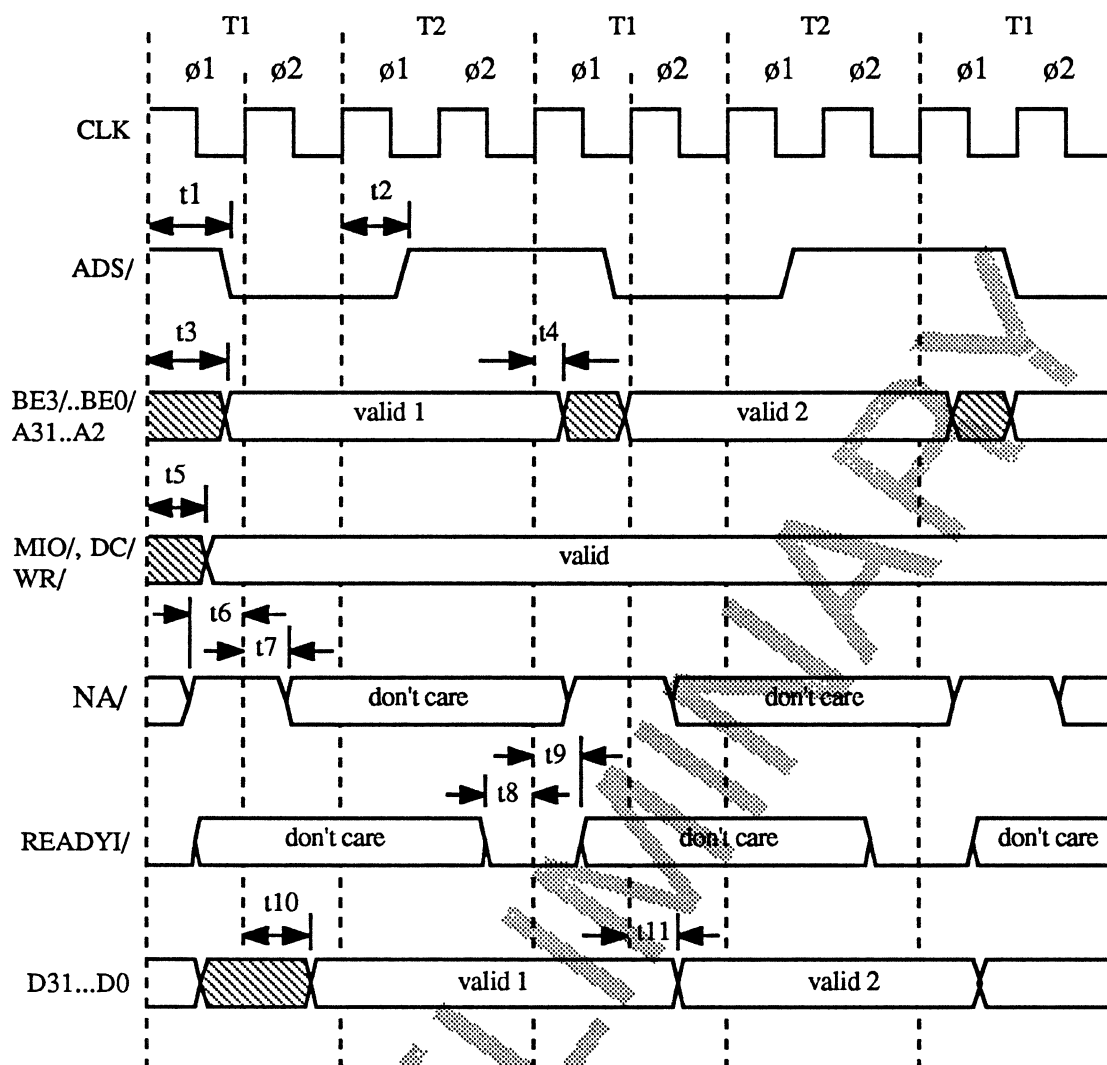 T1 T2 T1 T2 T1
ø1 ø2 ø1 ø2 ø1 ø2 ø1 ø2 ø1 ø2
CLK
t1 t2
ADS/
t3 t4
BE3/..BE0/
A31..A2
valid 1 valid 2
t5
MIO/, DC/
WR/
valid
t6
t7
NA/ don't care don't care
t9
t8
READYI/ don't care don't care don't care
t10 t11
D31...D0 valid 1 valid 2